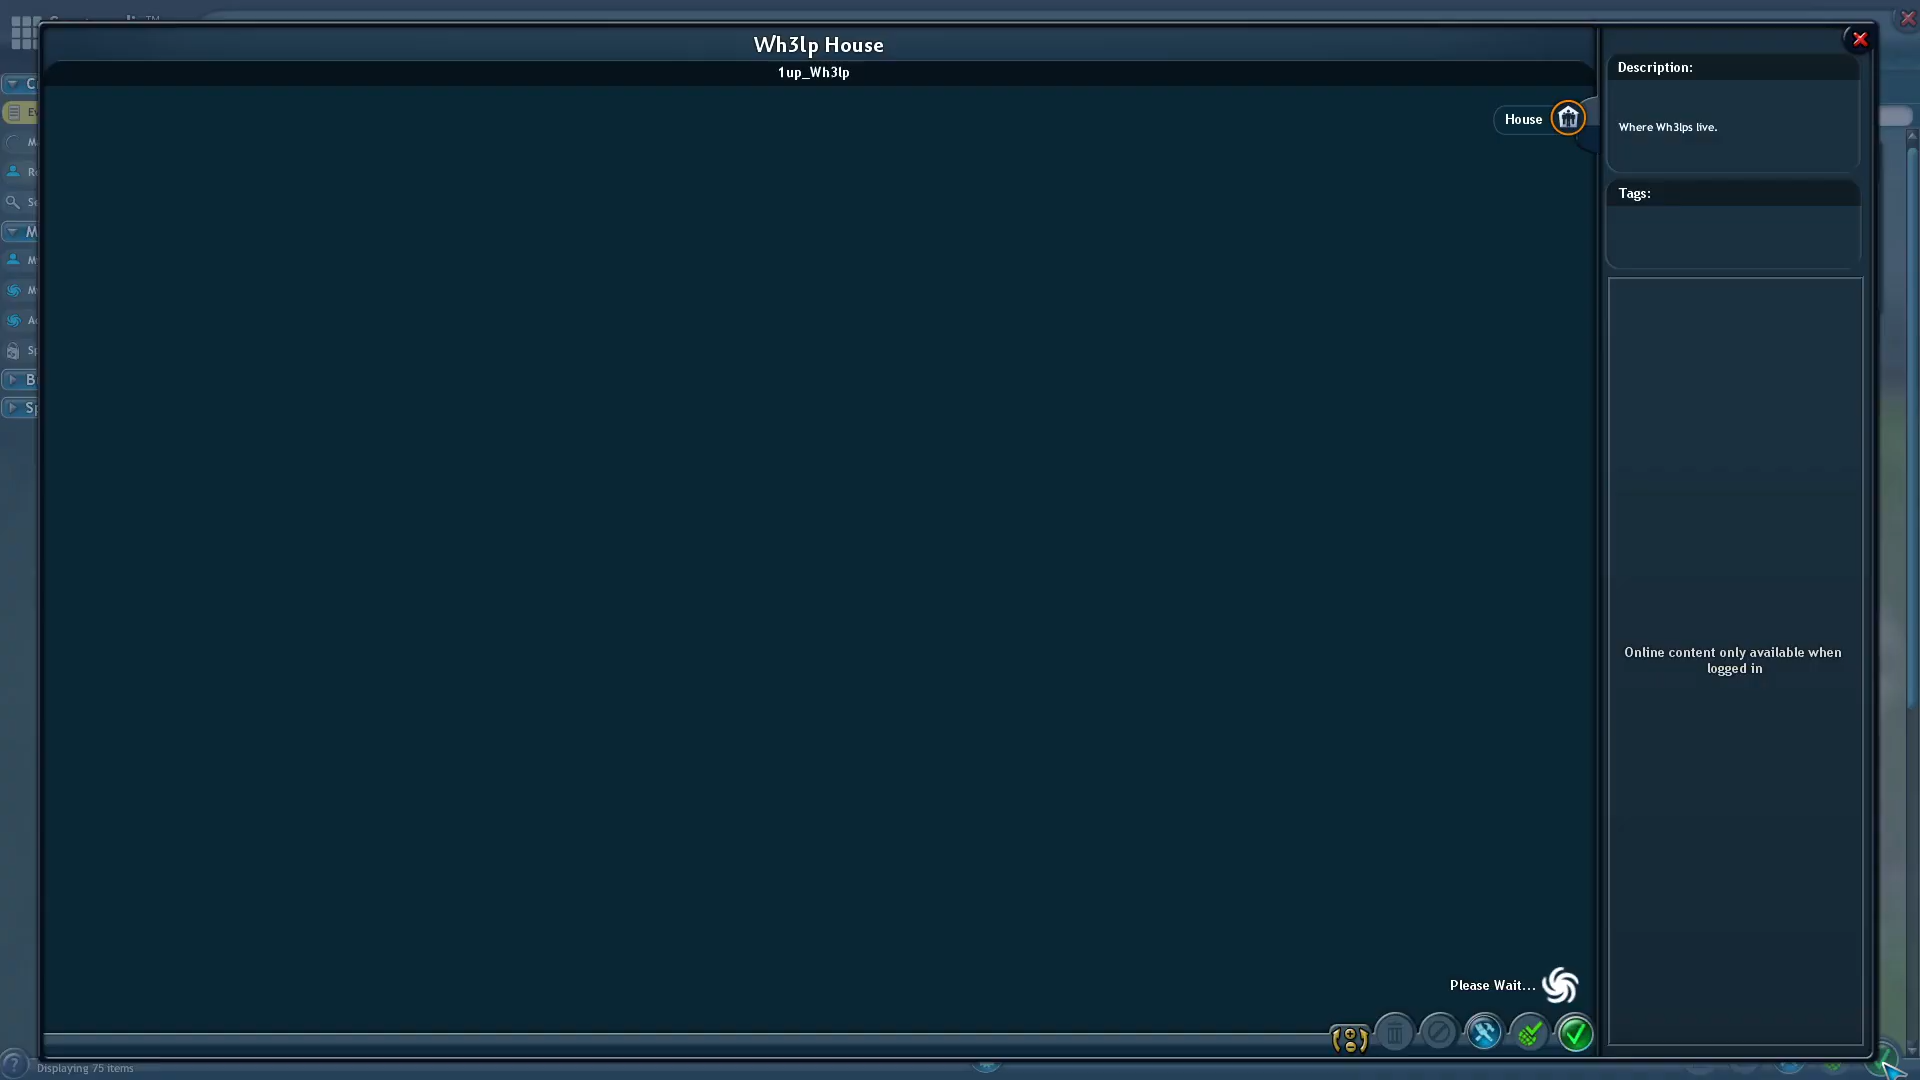 Wh3lp House
1up_Wh3lp
House
Description:
Where Wh3lps live.
Tags:
Online content only available when
logged in
Please Wait...
Displaying 75 items